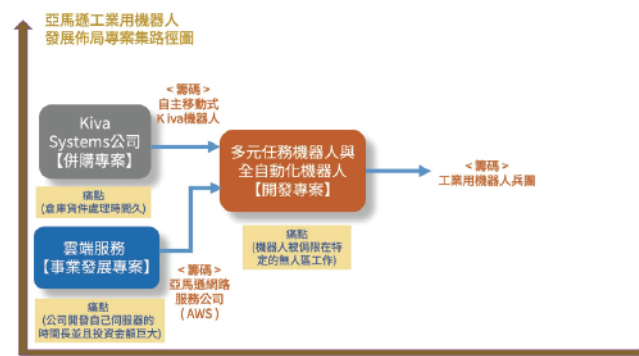 亞馬遜工業用機器人
發展佈局專案集路徑圖
Kiva
Systems公司
【併購專案】
<籌碼>
自主移動式
Kiva機器人
痛點
(倉庫貨件處理時間久)
多元任務機器人與
全自動化機器人
【開發專案】
<籌碼>
工業用機器人兵團
痛點
(機器人被侷限在特
定的無人區工作)
雲端服務
【事業發展專案】
<籌碼>
亞馬遜網路
服務公司
(AWS)
痛點
(公司開發自己伺服器的
時間長並且投資金額巨大)